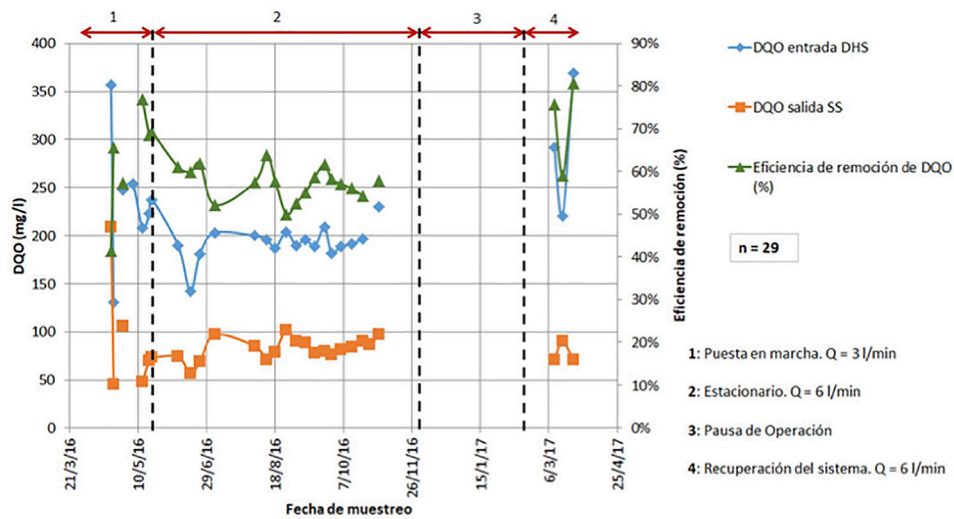 1 2 3 4
400 90%
350 80%
300 70%
250 60%
200 50%
150 40%
100 30%
50 20%
0 10%
0%
DQO (mg/l)
Eficiencia de remoción (%)
21/3/16 10/5/16 29/6/16 18/8/16 7/10/16 26/11/16 15/1/17 6/3/17 25/4/17
Fecha de muestreo
DQO entrada DHS
DQO salida SS
Eficiencia de remoción de DQO
(%)
n = 29
1: Puesta en marcha. Q = 3 l/min
2: Estacionario. Q = 6 l/min
3: Pausa de Operación
4: Recuperación del sistema. Q = 6 l/min